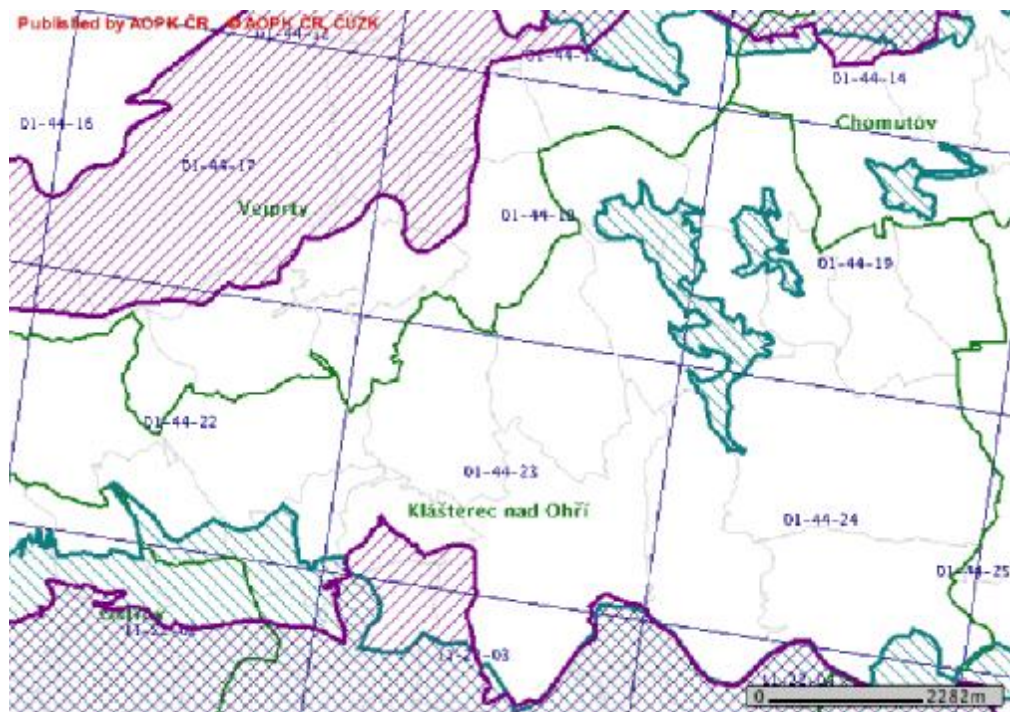 Published by AOPK ČR, © AOPK ČR, ČÚZK
01-44-14
01-44-16
Chomutov
01-44-17
Vejprty
01-44-18
01-44-19
01-44-22
01-44-23
Klášterec nad Ohří
01-44-24
01-44-25
0 2282m